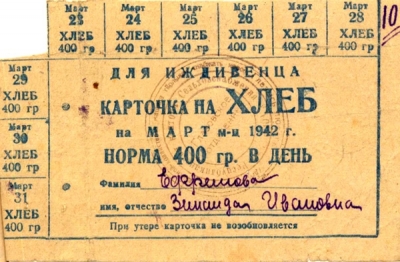 Март Март Март Март Март Март
23 24 25 26 27 28
ХЛЕБ ХЛЕБ ХЛЕБ ХЛЕБ ХЛЕБ ХЛЕБ
400 гр 400 гр 400 гр 400 гр 400 гр 400 гр
10
Март
29
ХЛЕБ
400 гр
Март
30
ХЛЕБ
400 гр
Март
31
ХЛЕБ
400 гр
ДЛЯ ИЖДИВЕНЦА
КАРТОЧКА НА ХЛЕБ
на МАРТ м-ц 1942 г.
НОРМА 400 гр. В ДЕНЬ
Фамилия Ефремова
имя, отчество Зинаида Ивановна
При утере карточка не возобновляется